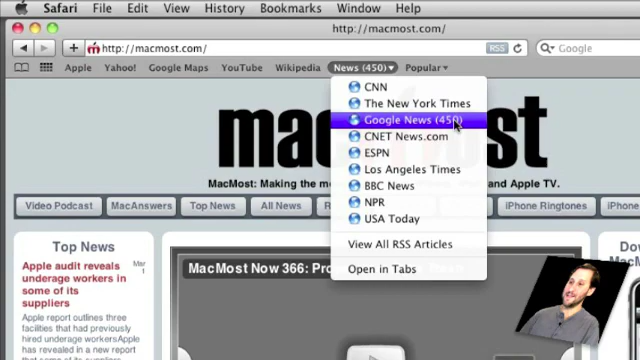 Safari File Edit View History Bookmarks Window Help
http://macmost.com/
http://macmost.com/ RSS Google
Apple Yahoo! Google Maps YouTube Wikipedia News (450) Popular
CNN
The New York Times
Google News (450)
CNET News.com
ESPN
Los Angeles Times
BBC News
NPR
USA Today
View All RSS Articles
Open in Tabs
macmost
MacMost: Making the mo and Apple TV.
Video Podcast MacAnswers Top News All News iPhone Ringtones iPhone
Top News
Apple audit reveals
underage workers in
some of its
suppliers
Mar
1
Apple report outlines three
facilities that had previously
hired underage workersApple
has revealed in a new report
that some of its suppliers
MacMost Now 366: Pro
Do